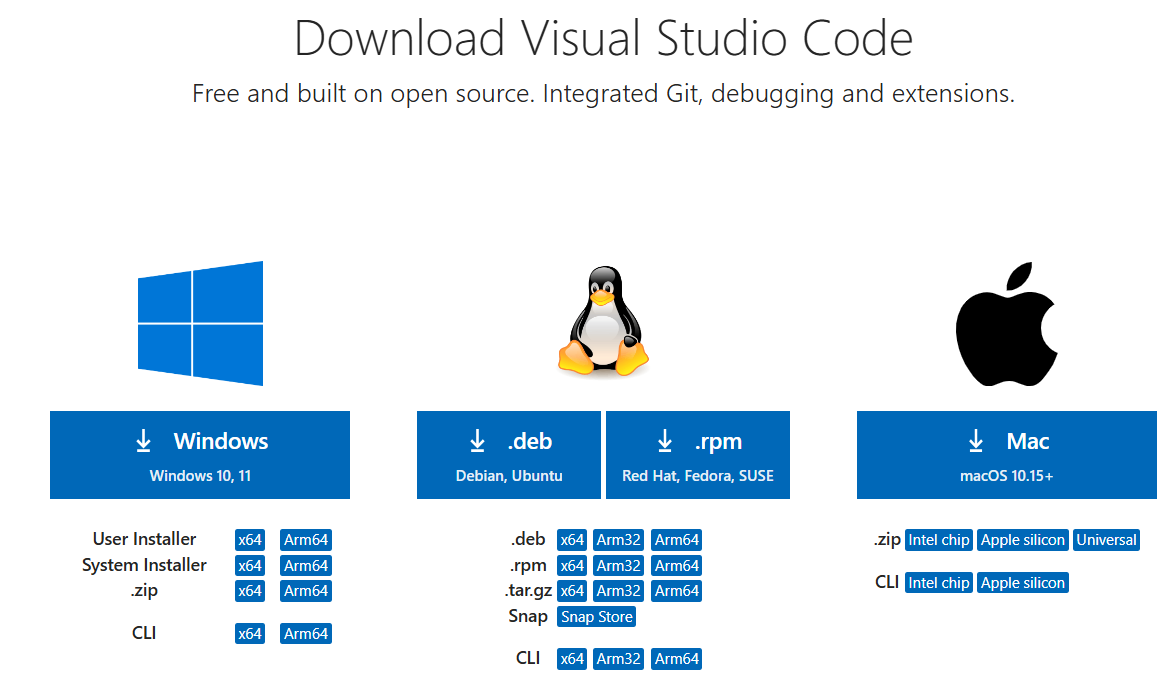 Download Visual Studio Code
Free and built on open source. Integrated Git, debugging and extensions.
Windows
Windows 10, 11
User Installer x64 Arm64
System Installer x64 Arm64
.zip x64 Arm64
CLI x64 Arm64
.deb
Debian, Ubuntu
.rpm
Red Hat, Fedora, SUSE
.deb x64 Arm32 Arm64
.rpm x64 Arm32 Arm64
.tar.gz x64 Arm32 Arm64
Snap Snap Store
CLI x64 Arm32 Arm64
Mac
macOS 10.15+
.zip Intel chip Apple silicon Universal
CLI Intel chip Apple silicon